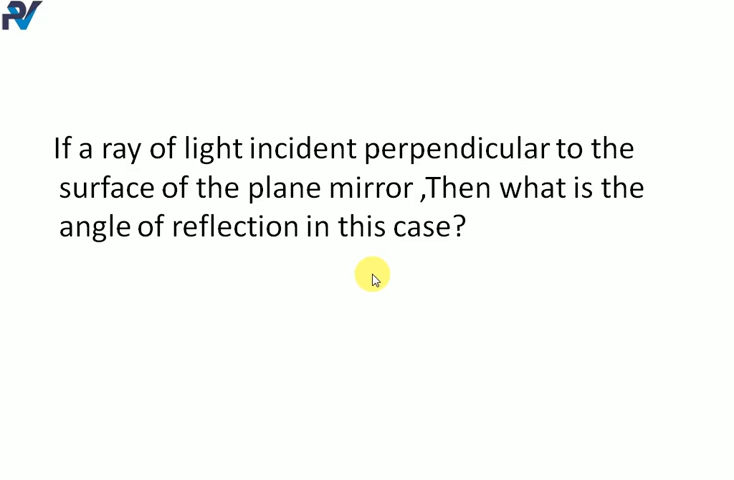 PV
If a ray of light incident perpendicular to the
surface of the plane mirror ,Then what is the
angle of reflection in this case?